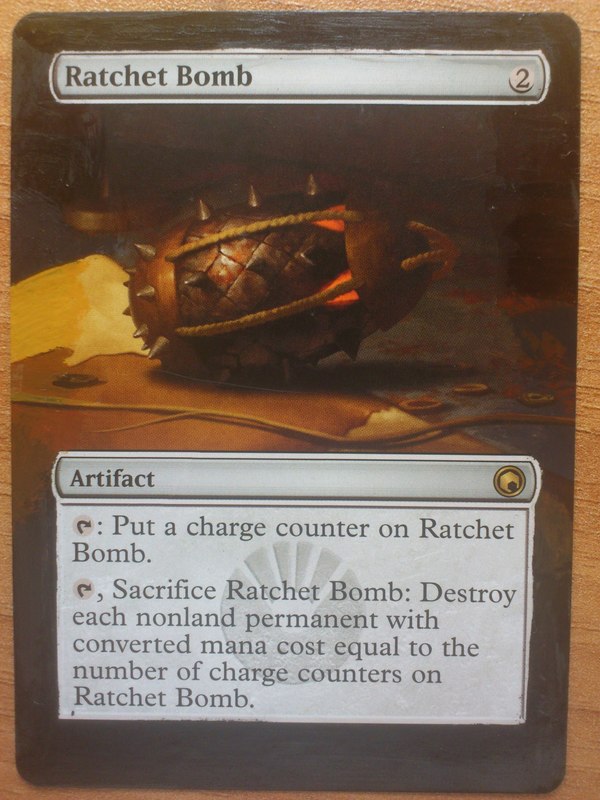 Ratchet Bomb 2
Artifact
: Put a charge counter on Ratchet
Bomb.
, Sacrifice Ratchet Bomb: Destroy
each nonland permanent with
converted mana cost equal to the
number of charge counters on
Ratchet Bomb.